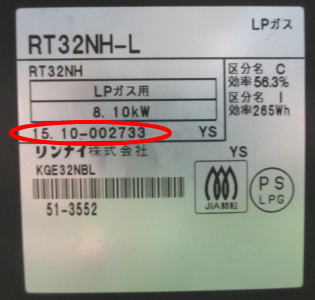 LPガス
RT32NH-L
RT32NH
LPガス用
8.10kW
区分名 C
効率56.3%
区分名 I
効率265Wh
15.10-002733 YS
リンナイ株式会社
YS
KGE32NBL
51-3552
JIA認証
PS
LPG